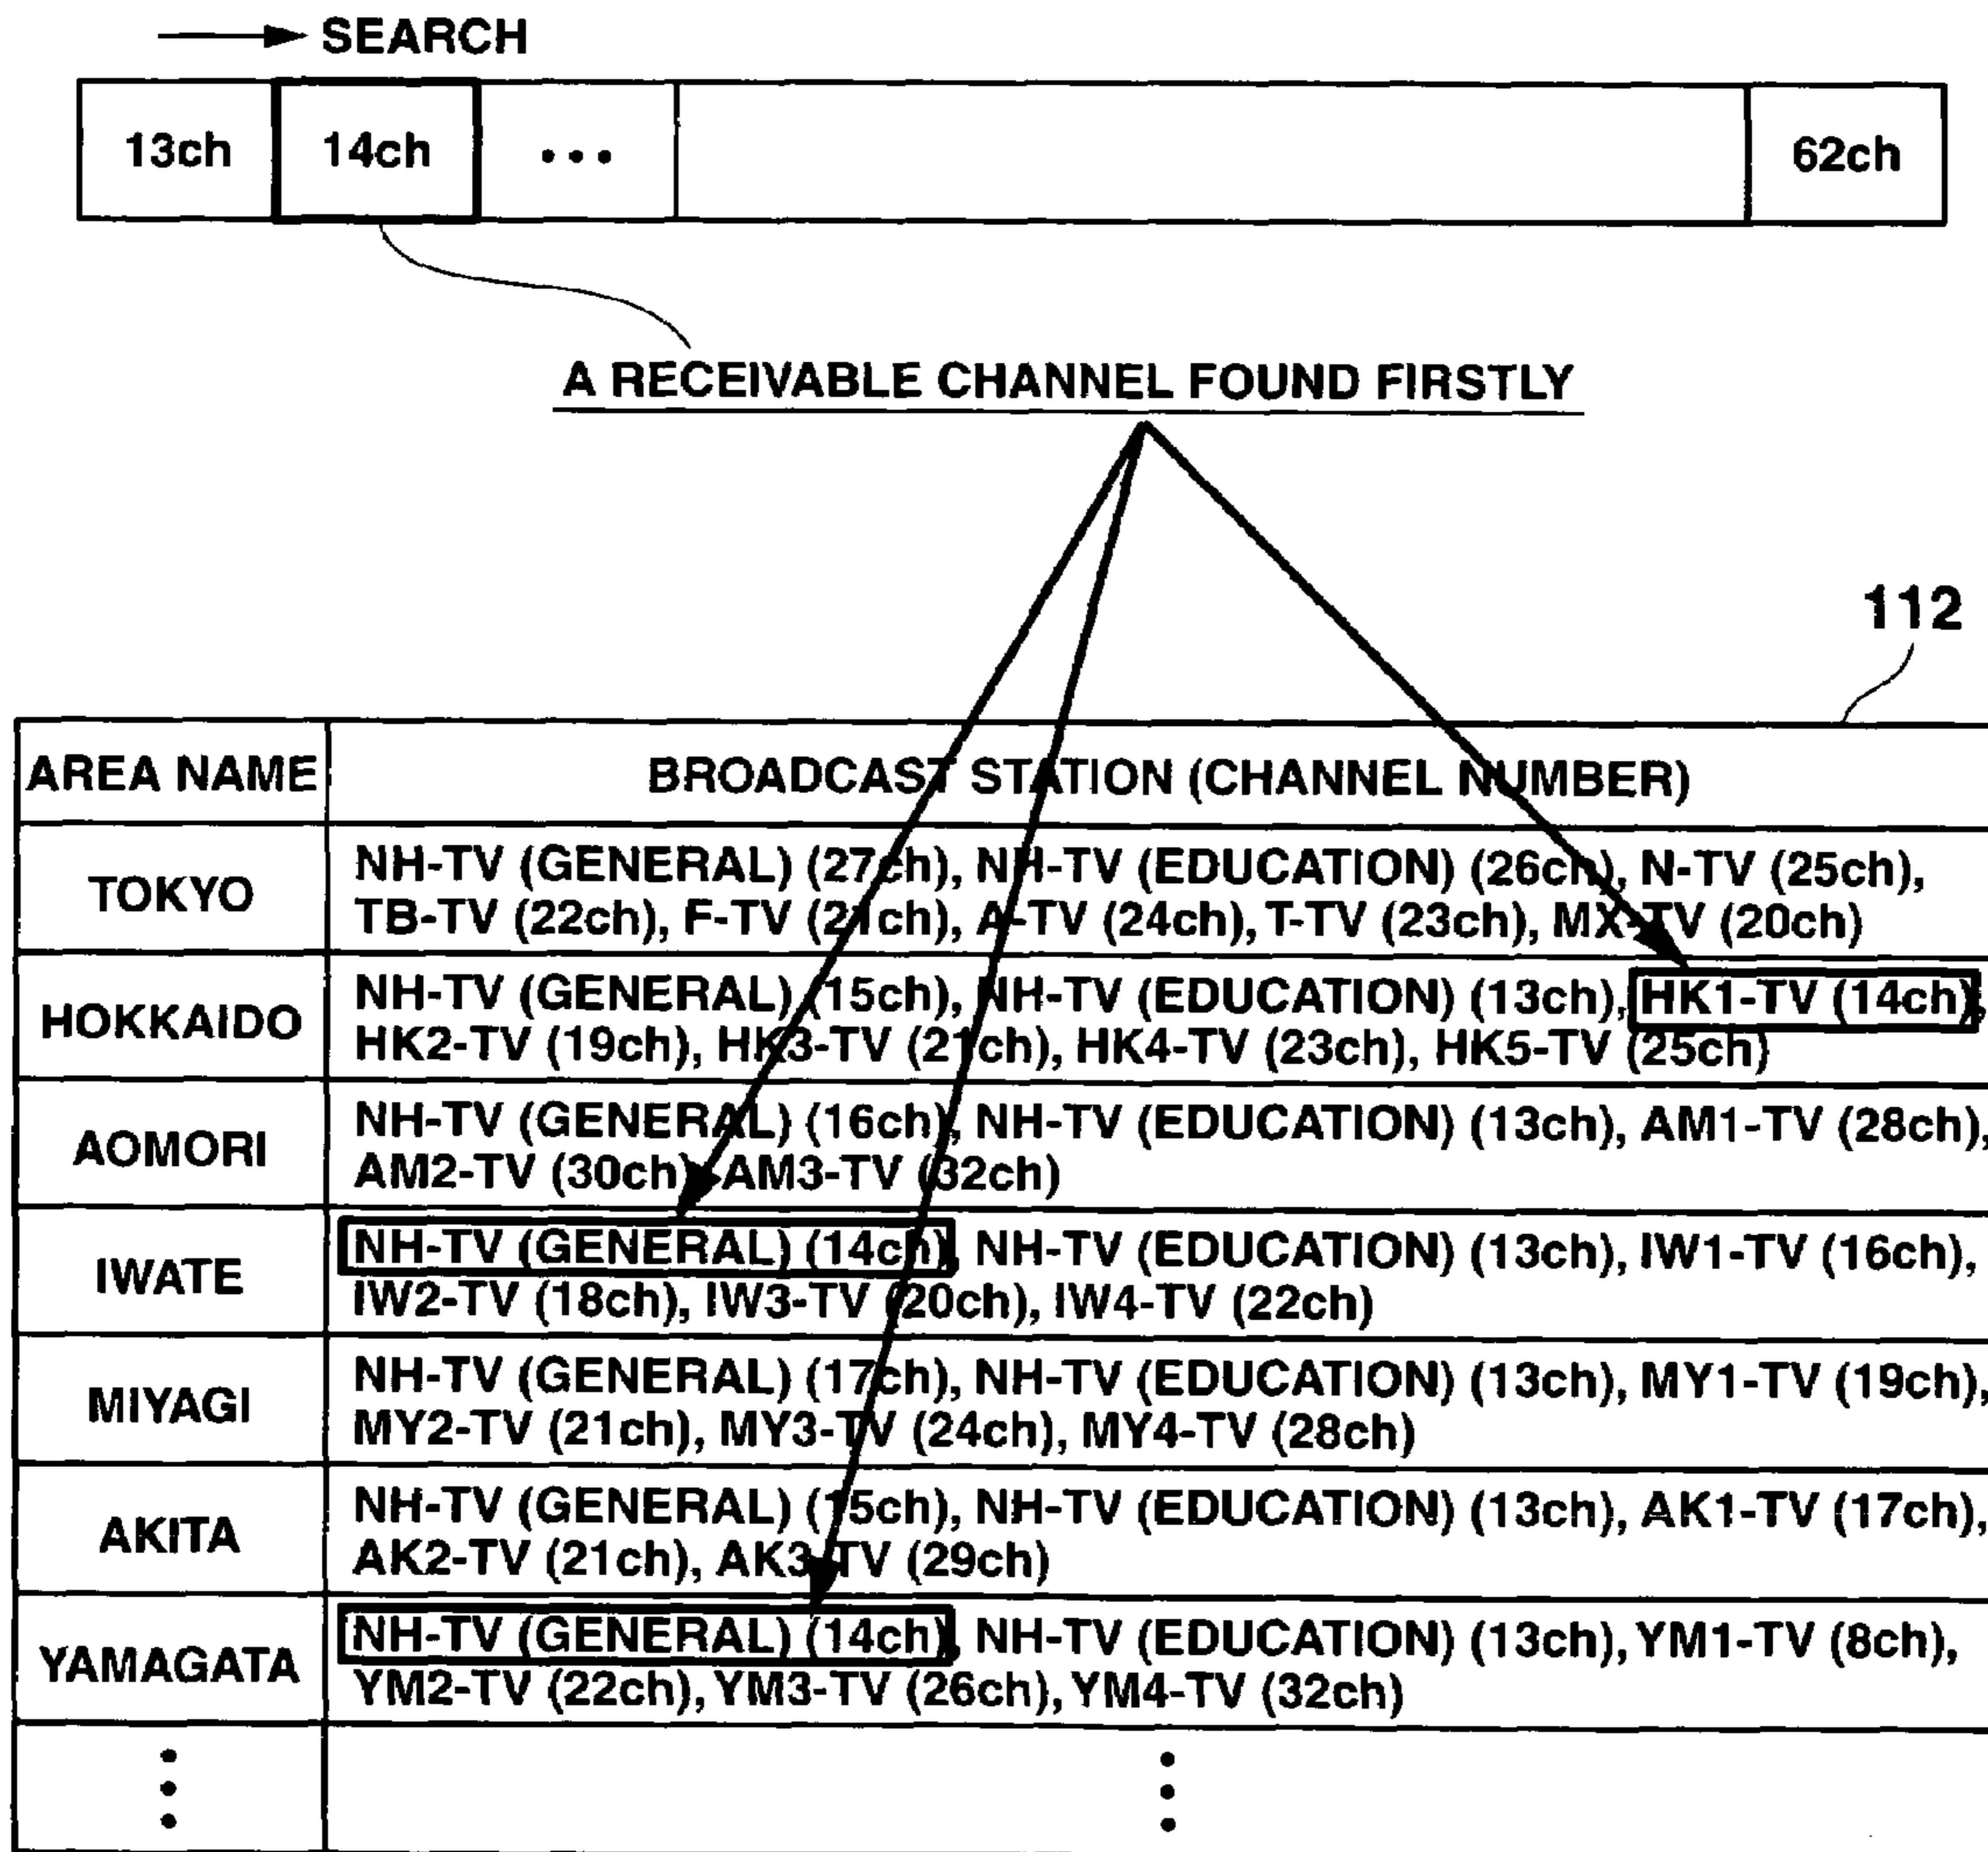 SEARCH
13ch 14ch ... 62ch
A RECEIVABLE CHANNEL FOUND FIRSTLY
112
AREA NAME BROADCAST STATION (CHANNEL NUMBER)
TOKYO
NH-TV (GENERAL) (27ch), NH-TV (EDUCATION) (26ch), N-TV (25ch),
TB-TV (22ch), F-TV (21ch), A-TV (24ch), T-TV (23ch), MX-TV (20ch)
HOKKAIDO
NH-TV (GENERAL) (15ch), NH-TV (EDUCATION) (13ch), HK1-TV (14ch),
HK2-TV (19ch), HK3-TV (21ch), HK4-TV (23ch), HK5-TV (25ch)
AOMORI
NH-TV (GENERAL) (16ch), NH-TV (EDUCATION) (13ch), AM1-TV (28ch),
AM2-TV (30ch), AM3-TV (32ch)
IWATE
NH-TV (GENERAL) (14ch), NH-TV (EDUCATION) (13ch), IW1-TV (16ch),
IW2-TV (18ch), IW3-TV (20ch), IW4-TV (22ch)
MIYAGI
NH-TV (GENERAL) (17ch), NH-TV (EDUCATION) (13ch), MY1-TV (19ch),
MY2-TV (21ch), MY3-TV (24ch), MY4-TV (28ch)
AKITA
NH-TV (GENERAL) (15ch), NH-TV (EDUCATION) (13ch), AK1-TV (17ch),
AK2-TV (21ch), AK3-TV (29ch)
YAMAGATA
NH-TV (GENERAL) (14ch), NH-TV (EDUCATION) (13ch), YM1-TV (8ch),
YM2-TV (22ch), YM3-TV (26ch), YM4-TV (32ch)